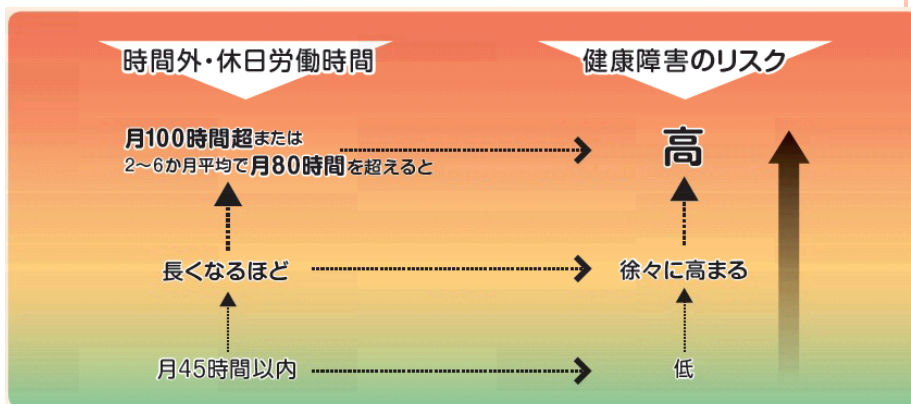 時間外・休日労働時間
健康障害のリスク
月100時間超または
2～6か月平均で月80時間を超えると
高
長くなるほど
徐々に高まる
月45時間以内
低